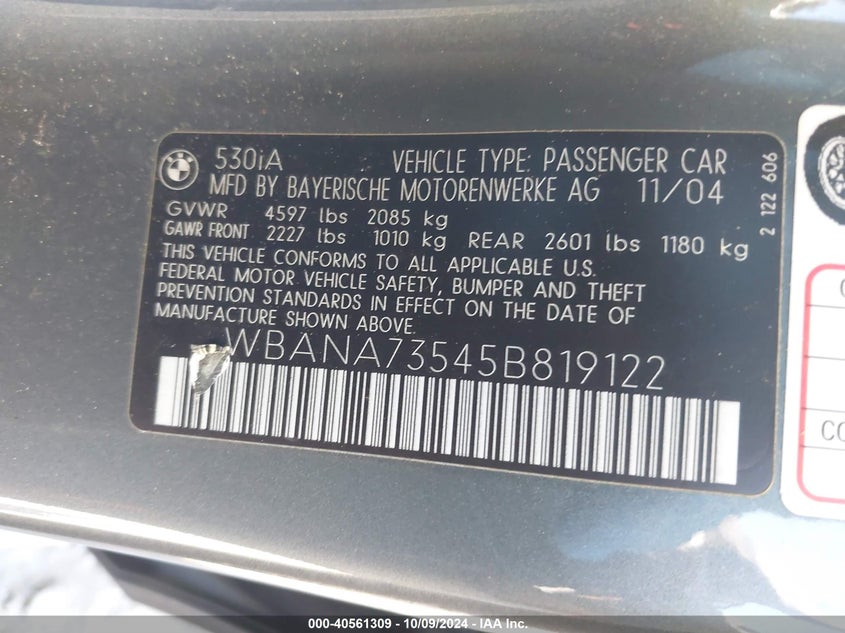 530iA VEHICLE TYPE: PASSENGER CAR
MFD BY BAYERISCHE MOTORENWERKE AG 11/04
GVWR 4597 lbs 2085 kg
GAWR FRONT 2227 lbs 1010 kg REAR 2601 lbs 1180 kg
THIS VEHICLE CONFORMS TO ALL APPLICABLE U.S.
FEDERAL MOTOR VEHICLE SAFETY, BUMPER AND THEFT
PREVENTION STANDARDS IN EFFECT ON THE DATE OF
MANUFACTURE SHOWN ABOVE.
WBANA73545B819122
2 122 606
CO
000-40561309 - 10/09/2024 - IAA Inc.